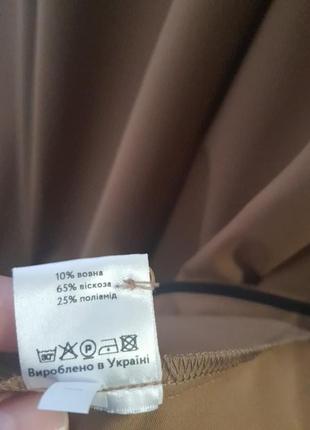 10% вовна
65% віскоза
25% поліамід
Вироблено в Україні